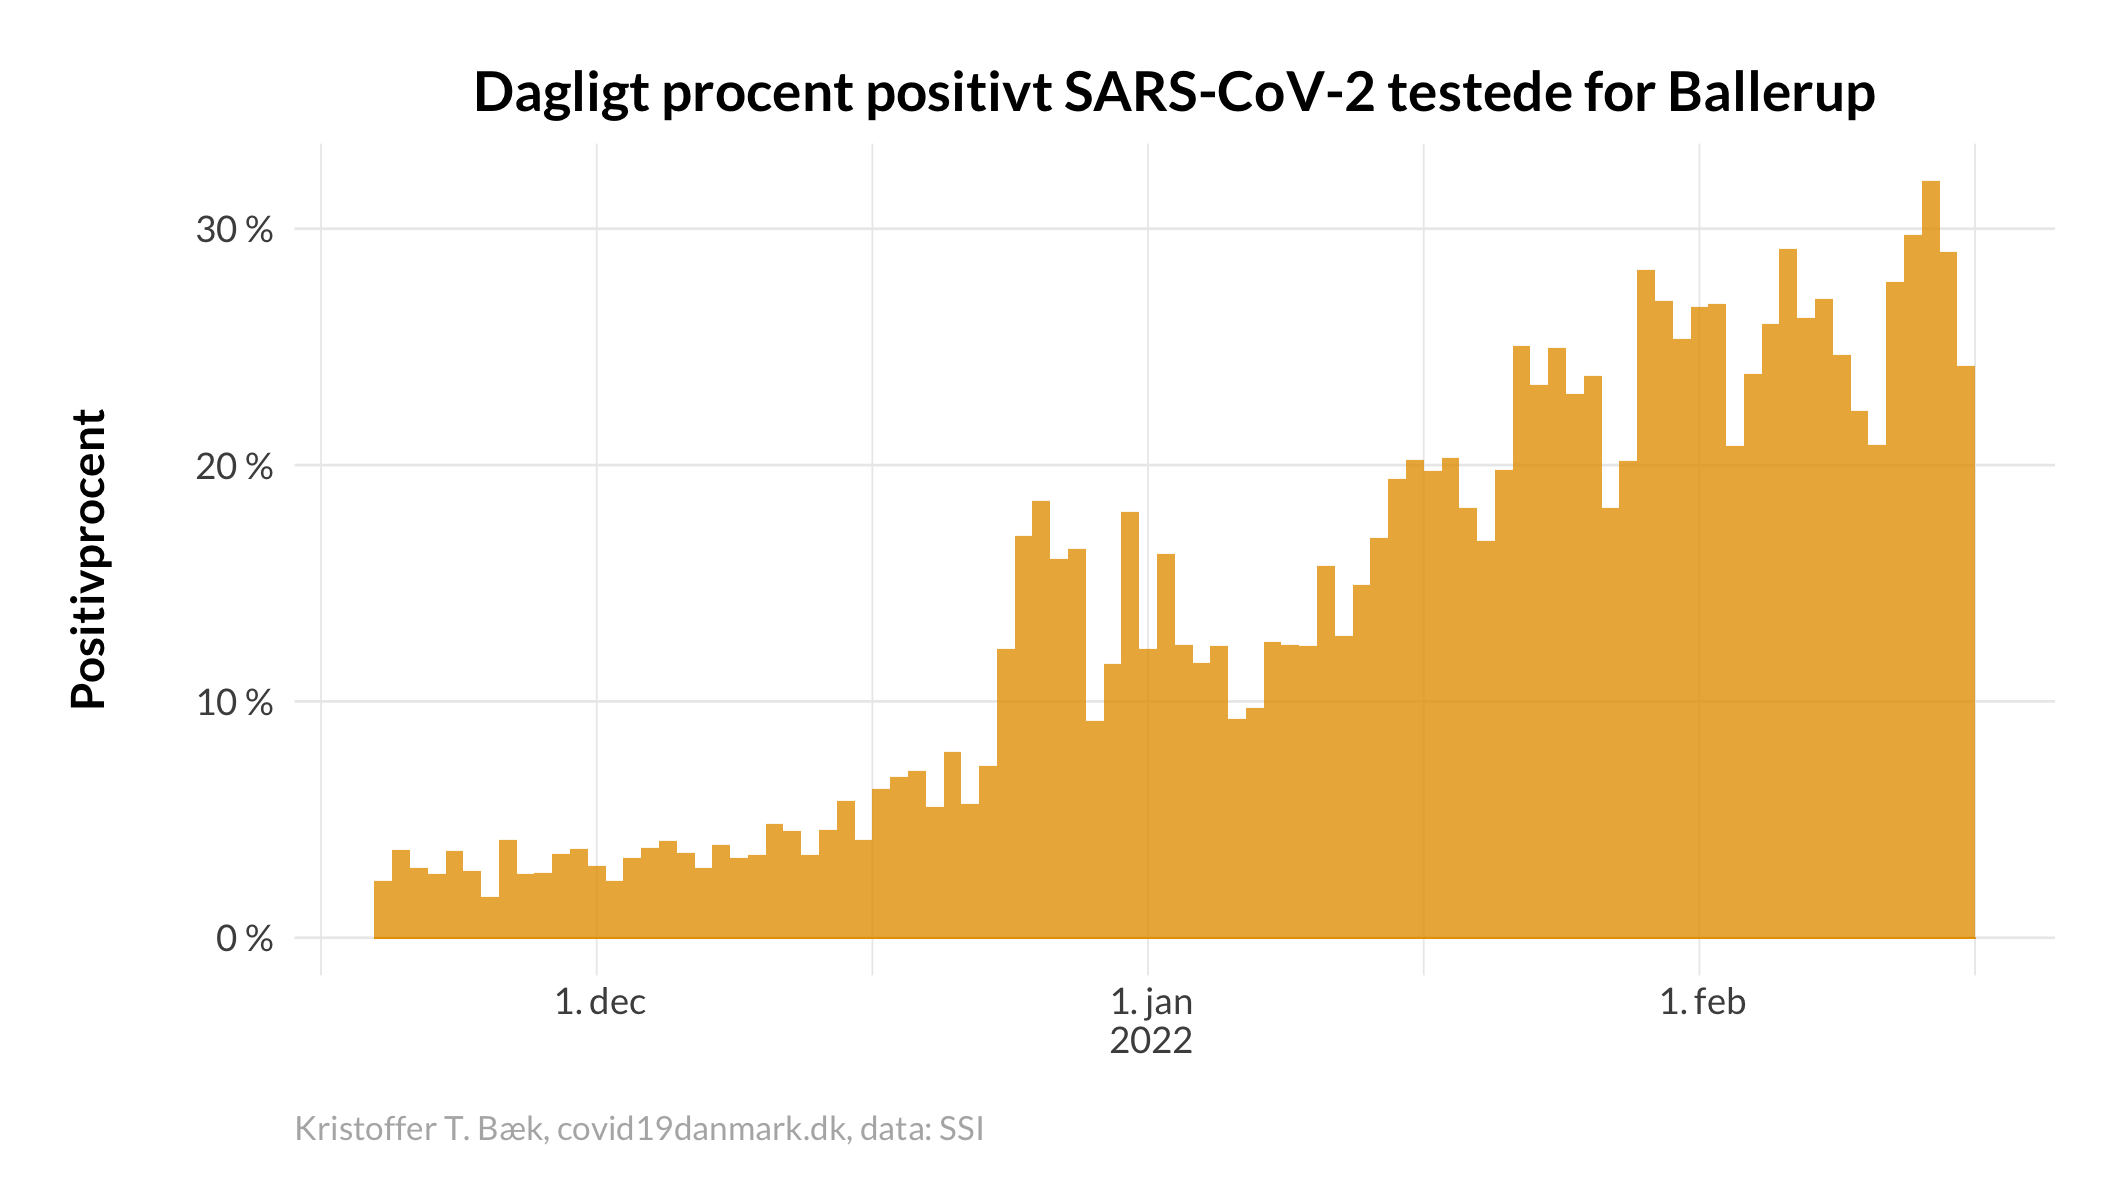 Dagligt procent positivt SARS-CoV-2 testede for Ballerup
Positivprocent
30 %
20 %
10 %
0 %
1. dec
1. jan
2022
1. feb
Kristoffer T. Bæk, covid19danmark.dk, data: SSI